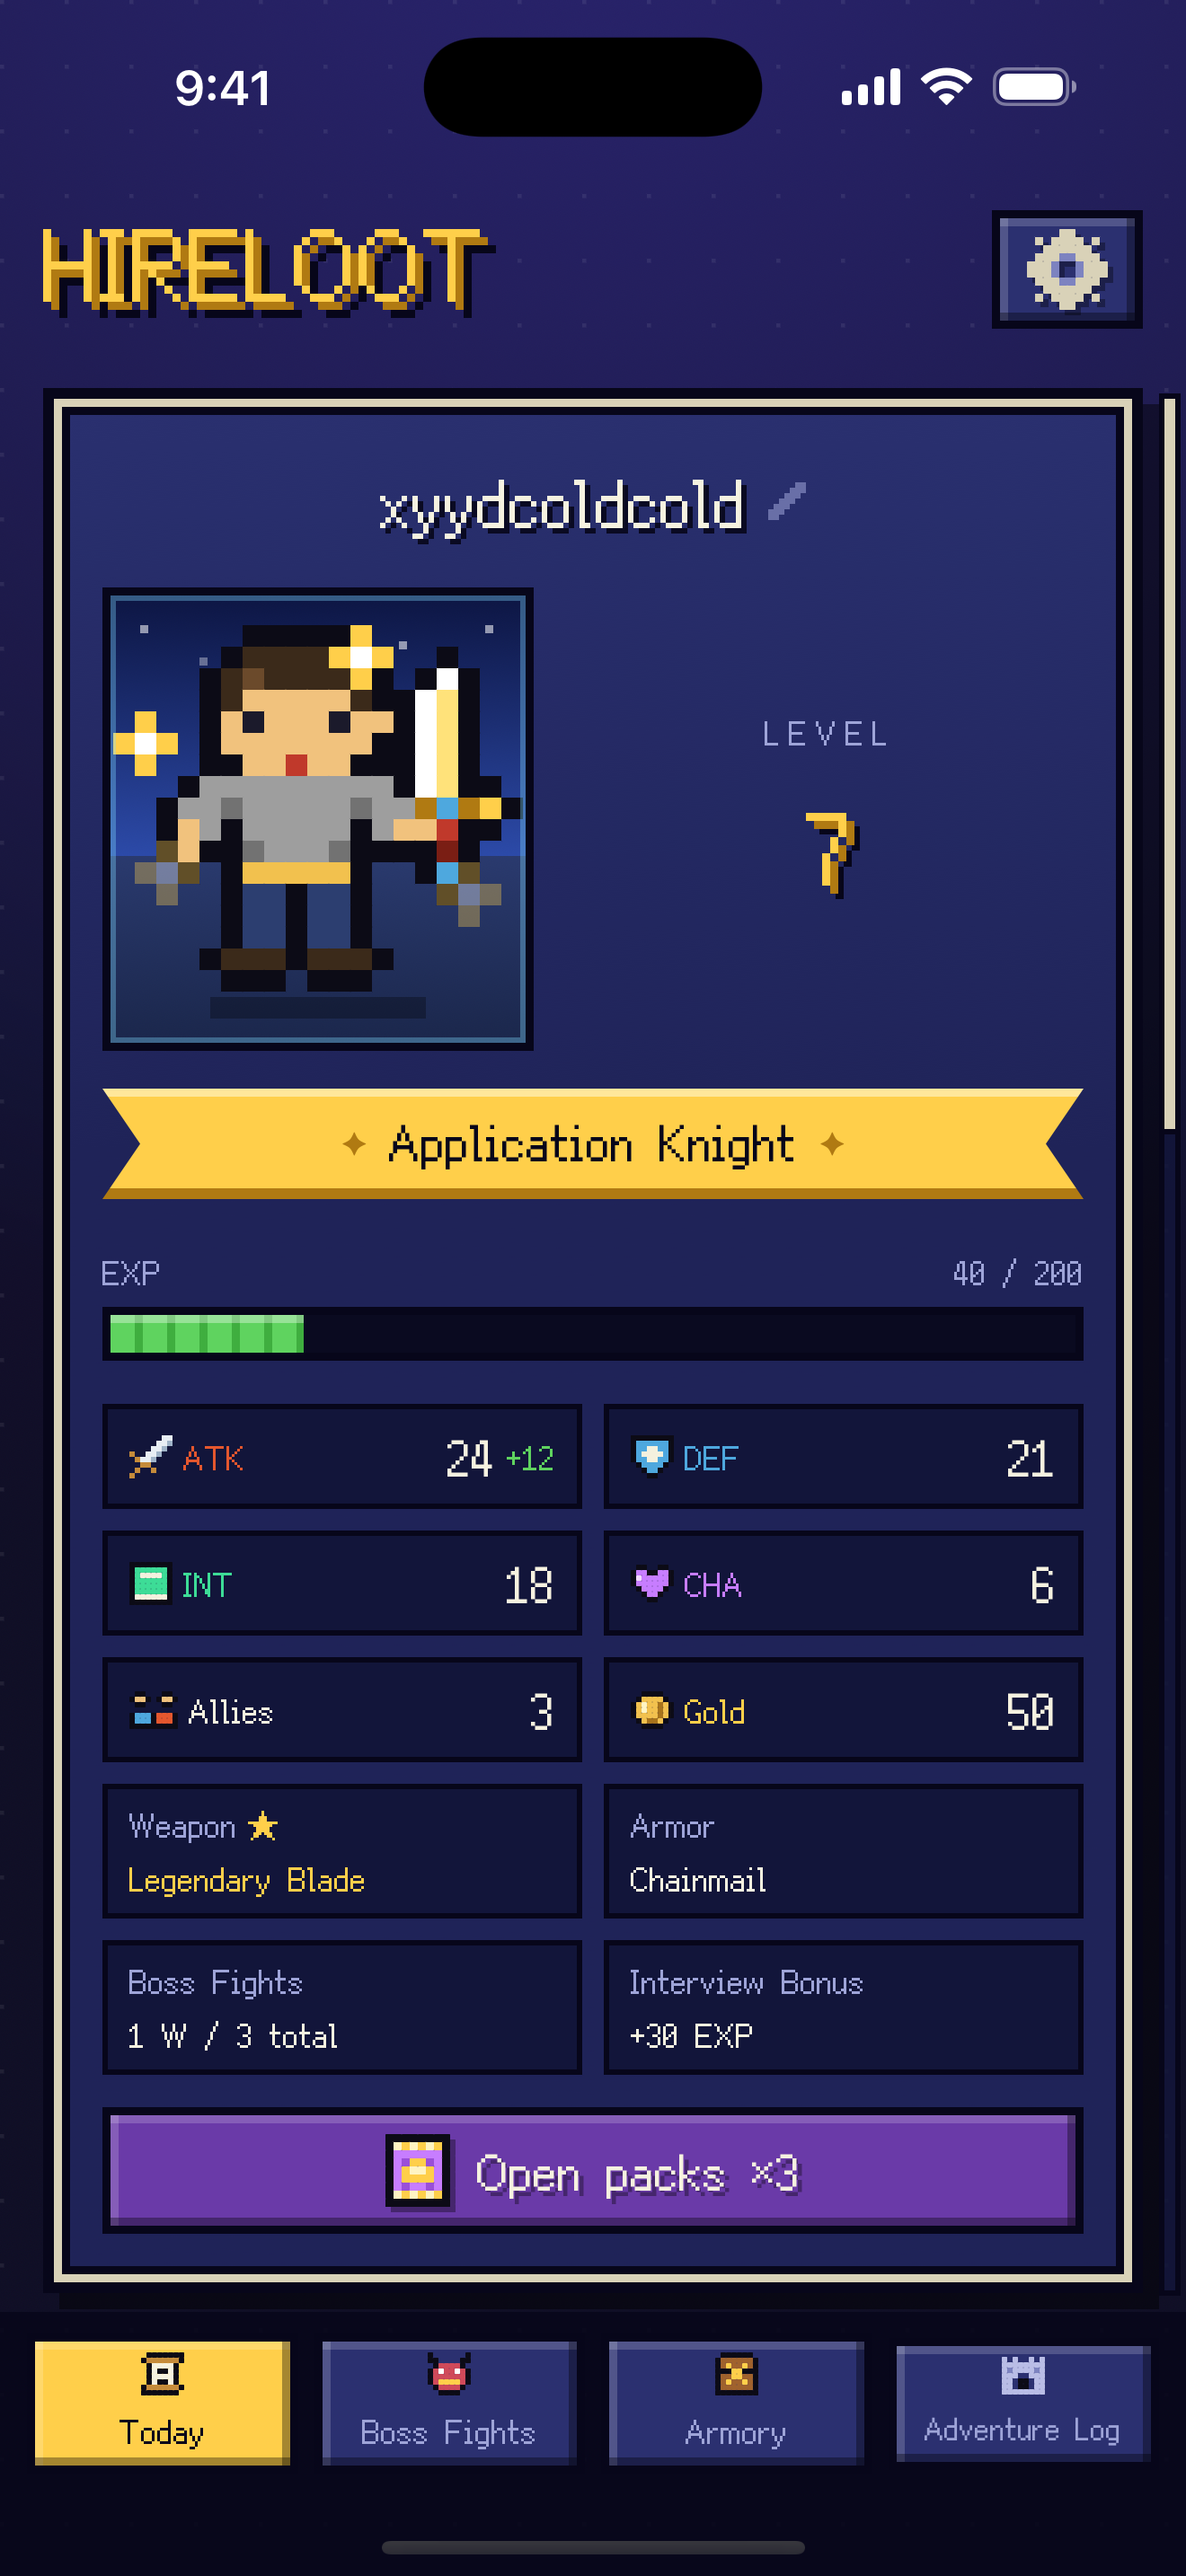 9:41
HIRELOOT
xyydcoldcold
LEVEL
7
Application Knight
EXP 40 / 200
ATK 24 +12 DEF 21
INT 18 CHA 6
Allies 3 Gold 50
Weapon Armor
Legendary Blade Chainmail
Boss Fights Interview Bonus
1 W / 3 total +30 EXP
Open packs ×3
Today Boss Fights Armory Adventure Log